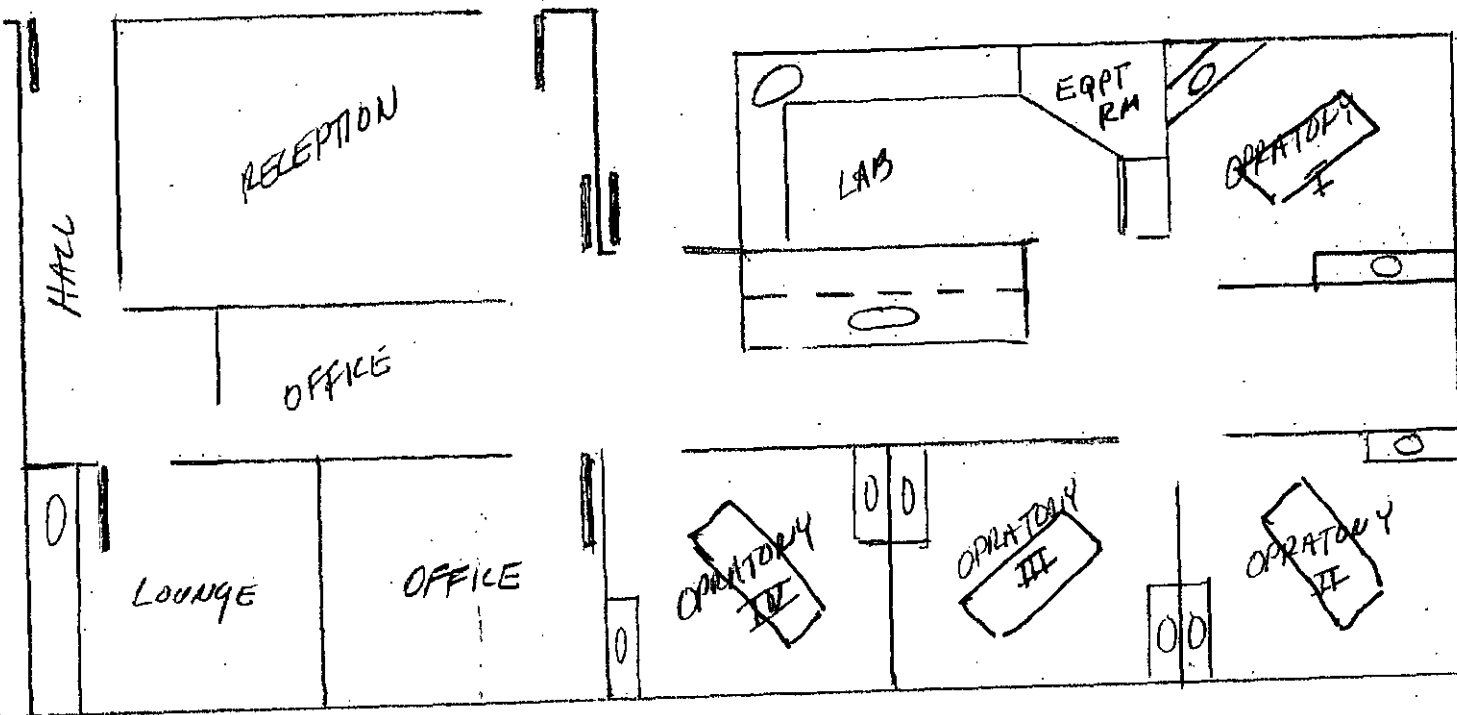 RECEPTION
EQPT
RM
OPRATORY
I
LAB
HALL
OFFICE
LOUNGE
OFFICE
OPRATORY
IV
OPRATORY
III
OPRATORY
II